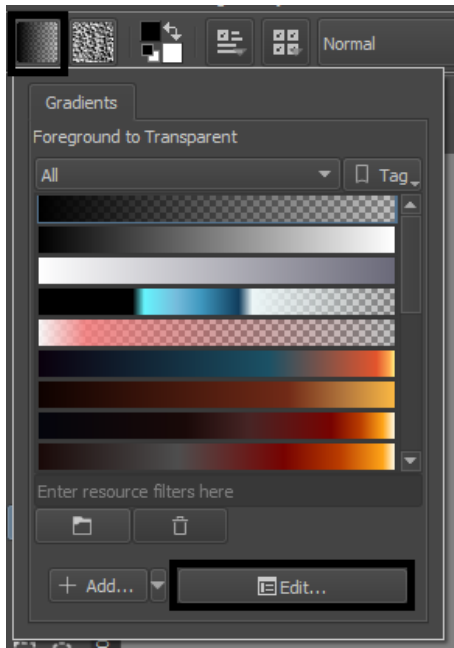 Normal
Gradients
Foreground to Transparent
All
Tag
Enter resource filters here
+ Add...
Edit...